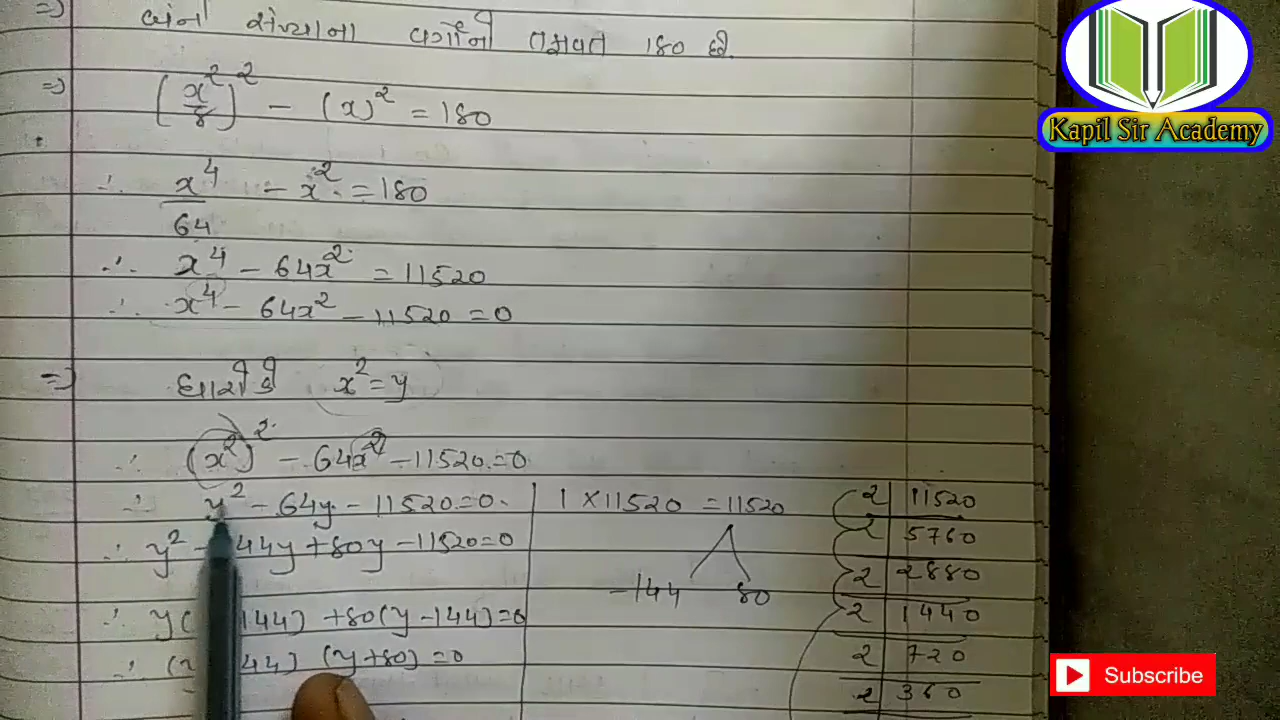 =) બંને સંખ્યાના વર્ગોનો તફાવત 180 છે.
=) (x²/8)² - (x)² = 180
∴ x⁴/64 - x² = 180
∴ x⁴ - 64x² = 11520
∴ x⁴ - 64x² - 11520 = 0
=) ધારો કે x² = y
∴ (x²)² - 64x² - 11520 = 0
∴ y² - 64y - 11520 = 0
∴ y² - 44y + 80y - 11520 = 0
∴ y( 144) + 80(y - 144) = 0
∴ ( 44) (y + 80) = 0
1 × 11520 = 11520
-144 80
2 | 11520
2 | 5760
2 | 2880
2 | 1440
2 | 720
2 | 360
Kapil Sir Academy
Subscribe